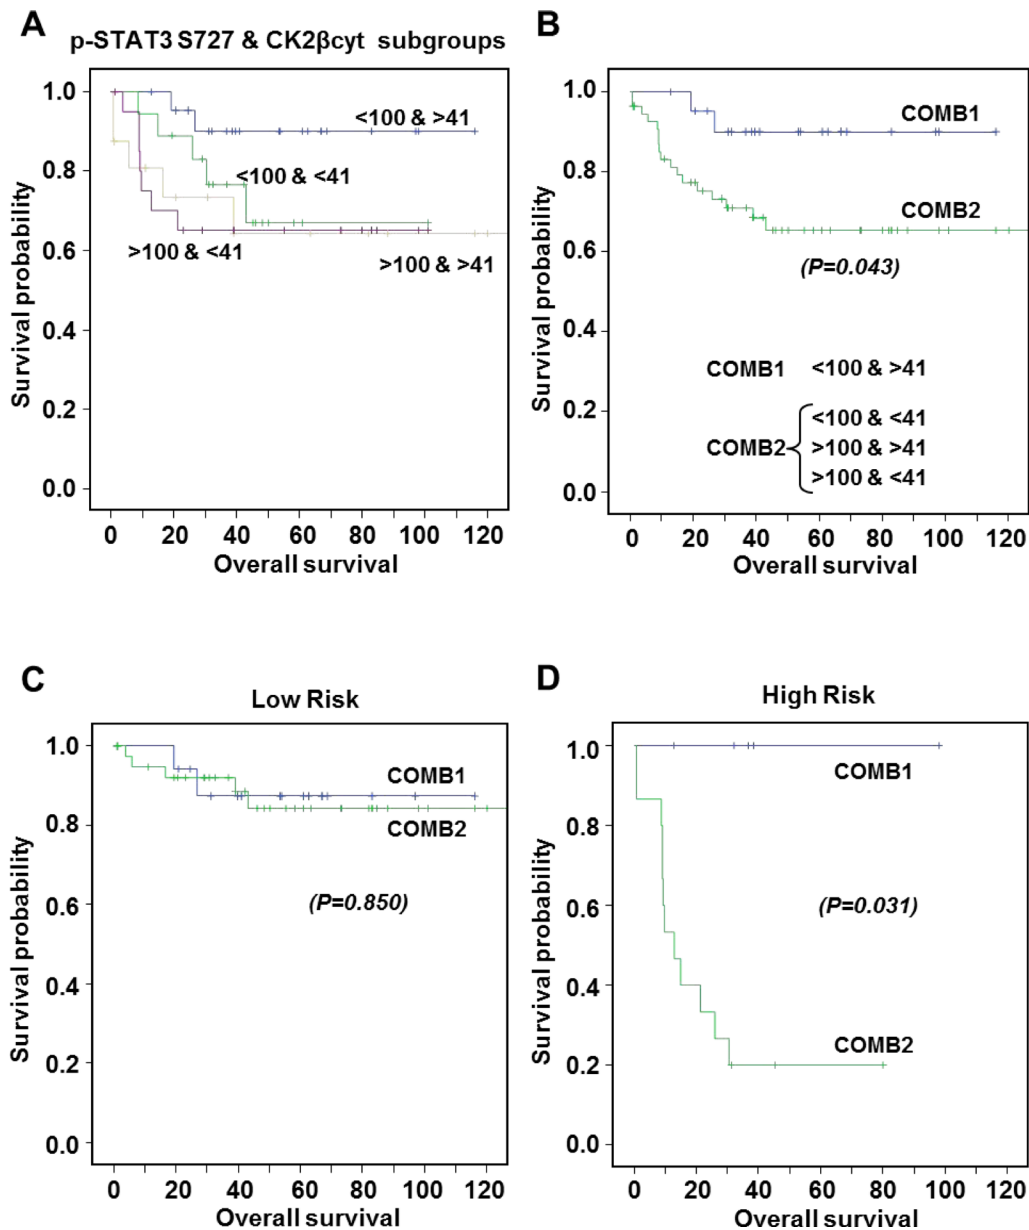 A
p-STAT3 S727 & CK2βcyt subgroups
1.0
0.8
0.6
0.4
0.2
0.0
Survival probability
<100 & >41
<100 & <41
>100 & <41
>100 & >41
0 20 40 60 80 100 120
Overall survival
B
1.0
0.8
0.6
0.4
0.2
0.0
Survival probability
COMB1
COMB2
(P=0.043)
COMB1 <100 & >41
<100 & <41
COMB2 >100 & >41
>100 & <41
0 20 40 60 80 100 120
Overall survival
C
Low Risk
1.0
0.8
0.6
0.4
0.2
0.0
Survival probability
COMB1
COMB2
(P=0.850)
0 20 40 60 80 100 120
Overall survival
D
High Risk
1.0
0.8
0.6
0.4
0.2
0.0
Survival probability
COMB1
(P=0.031)
COMB2
0 20 40 60 80 100 120
Overall survival